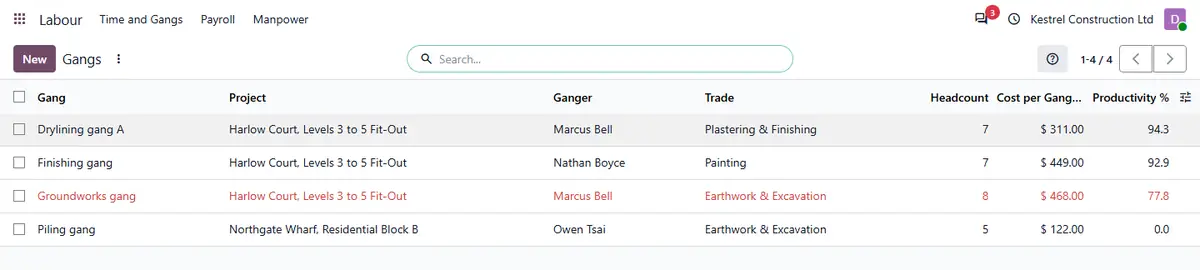 Labour Time and Gangs Payroll Manpower 3 Kestrel Construction Ltd D
New Gangs Search... 1-4 / 4
Gang Project Ganger Trade Headcount Cost per Gang... Productivity %
Drylining gang A Harlow Court, Levels 3 to 5 Fit-Out Marcus Bell Plastering & Finishing 7 $ 311.00 94.3
Finishing gang Harlow Court, Levels 3 to 5 Fit-Out Nathan Boyce Painting 7 $ 449.00 92.9
Groundworks gang Harlow Court, Levels 3 to 5 Fit-Out Marcus Bell Earthwork & Excavation 8 $ 468.00 77.8
Piling gang Northgate Wharf, Residential Block B Owen Tsai Earthwork & Excavation 5 $ 122.00 0.0